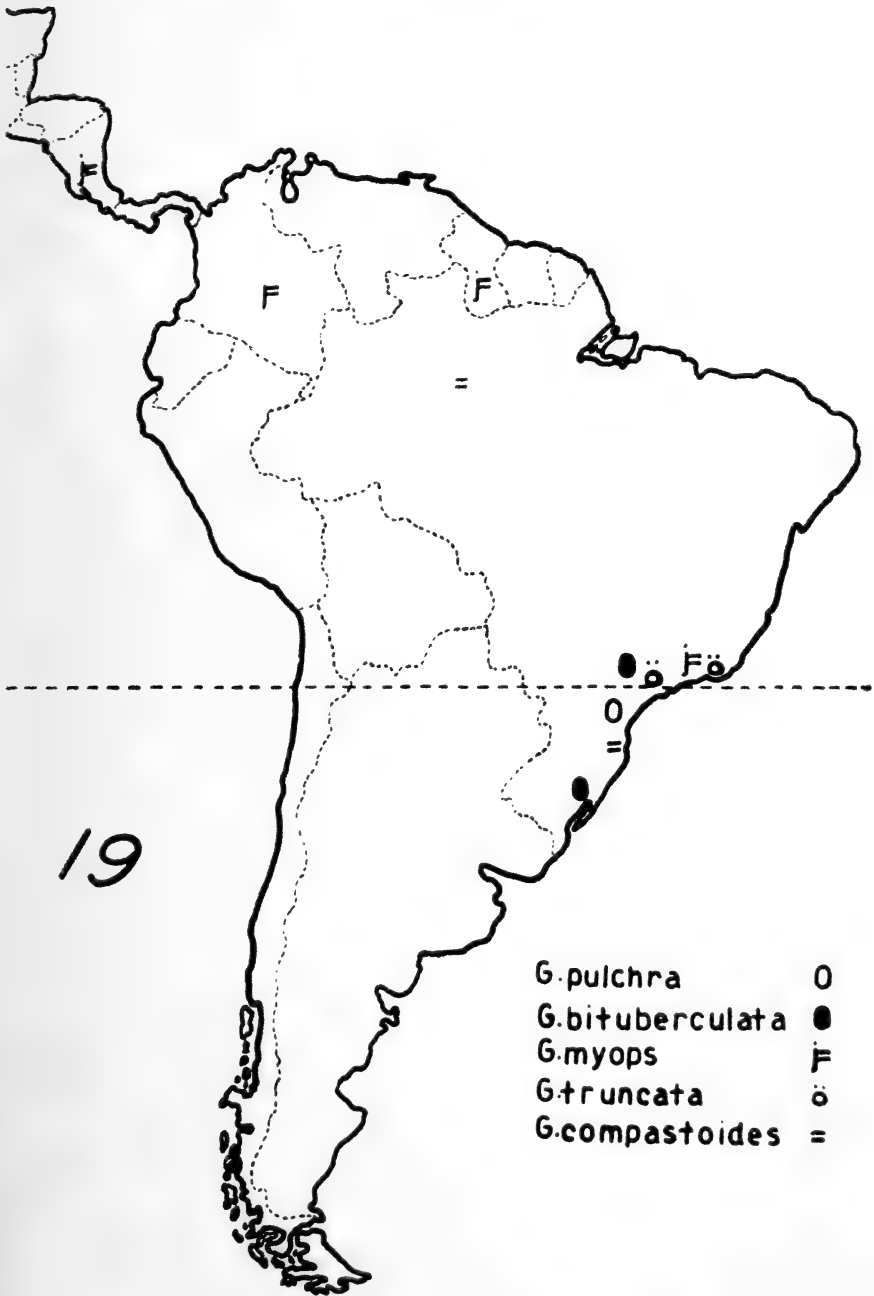 19
G. pulchra O
G. bituberculata ●
G. myops F
G. truncata ö
G. compastoides =